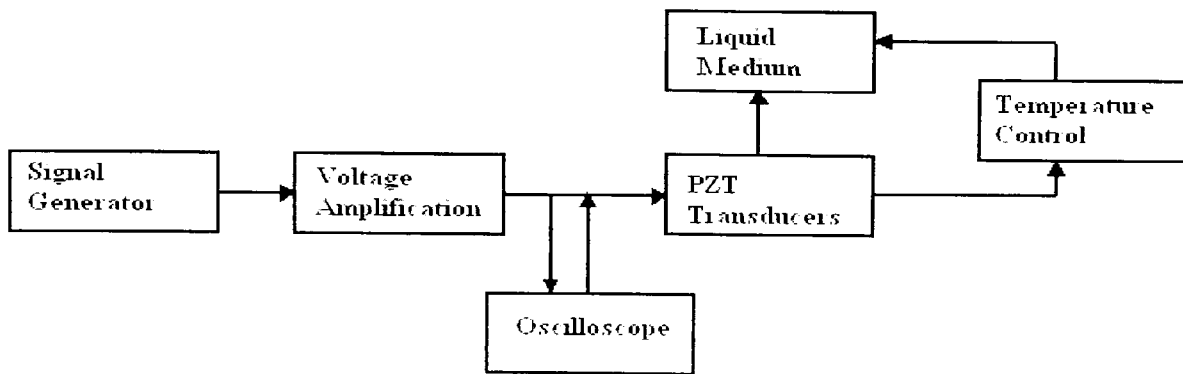 Liquid
Medium
Temperature
Control
Signal
Generator
Voltage
Amplification
PZT
Transducers
Oscilloscope